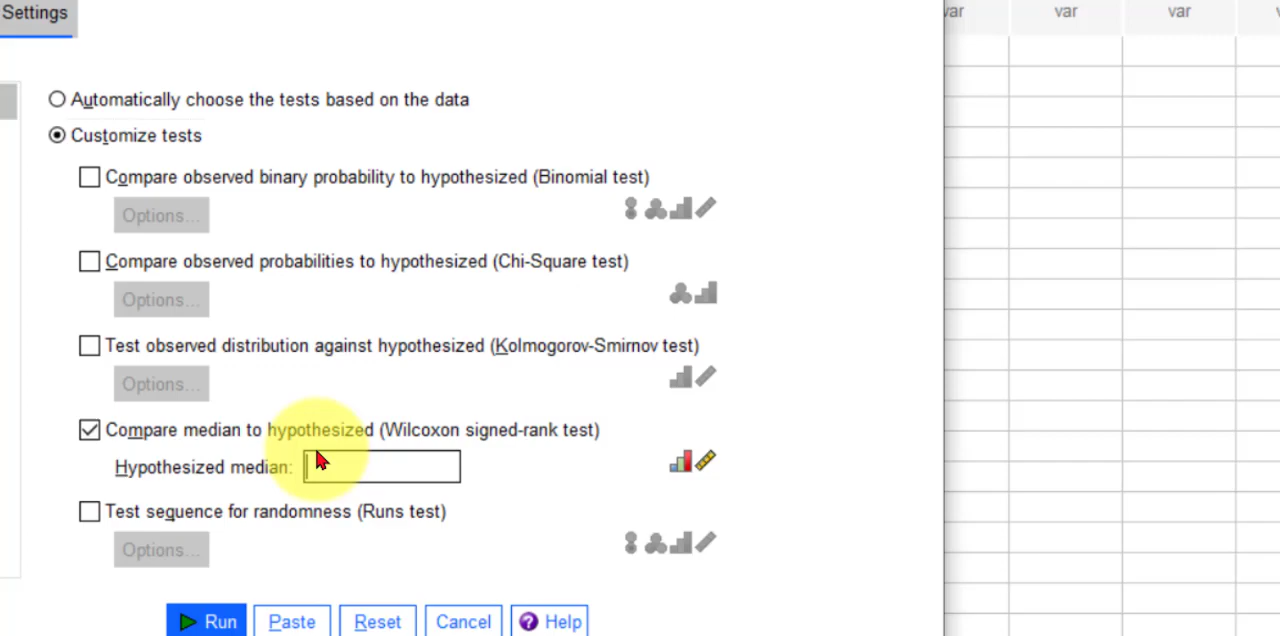 Settings
var var var
Automatically choose the tests based on the data
Customize tests
Compare observed binary probability to hypothesized (Binomial test)
Options...
Compare observed probabilities to hypothesized (Chi-Square test)
Options...
Test observed distribution against hypothesized (Kolmogorov-Smirnov test)
Options...
Compare median to hypothesized (Wilcoxon signed-rank test)
Hypothesized median:
Test sequence for randomness (Runs test)
Options...
Run Paste Reset Cancel ? Help